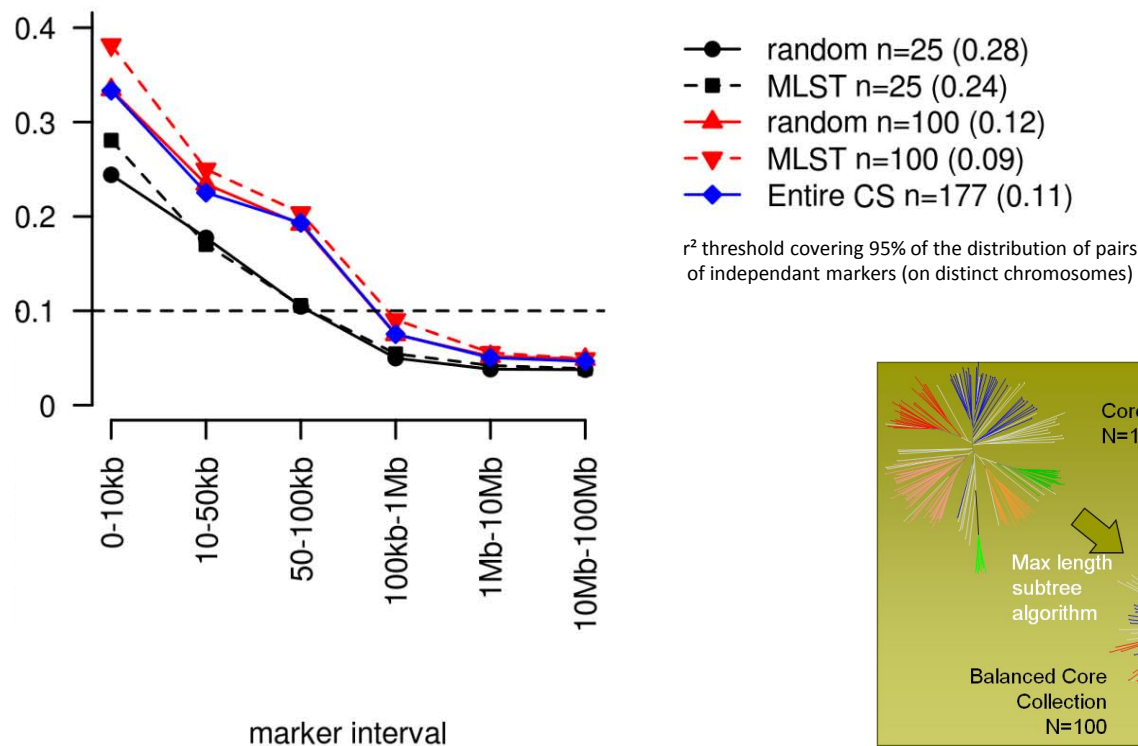 0.4
0.3
0.2
0.1
0
0-10kb
10-50kb
50-100kb
100kb-1Mb
1Mb-10Mb
10Mb-100Mb
marker interval
random n=25 (0.28)
MLST n=25 (0.24)
random n=100 (0.12)
MLST n=100 (0.09)
Entire CS n=177 (0.11)
r² threshold covering 95% of the distribution of pairs
of independant markers (on distinct chromosomes)
Max length
subtree
algorithm
Balanced Core
Collection
N=100